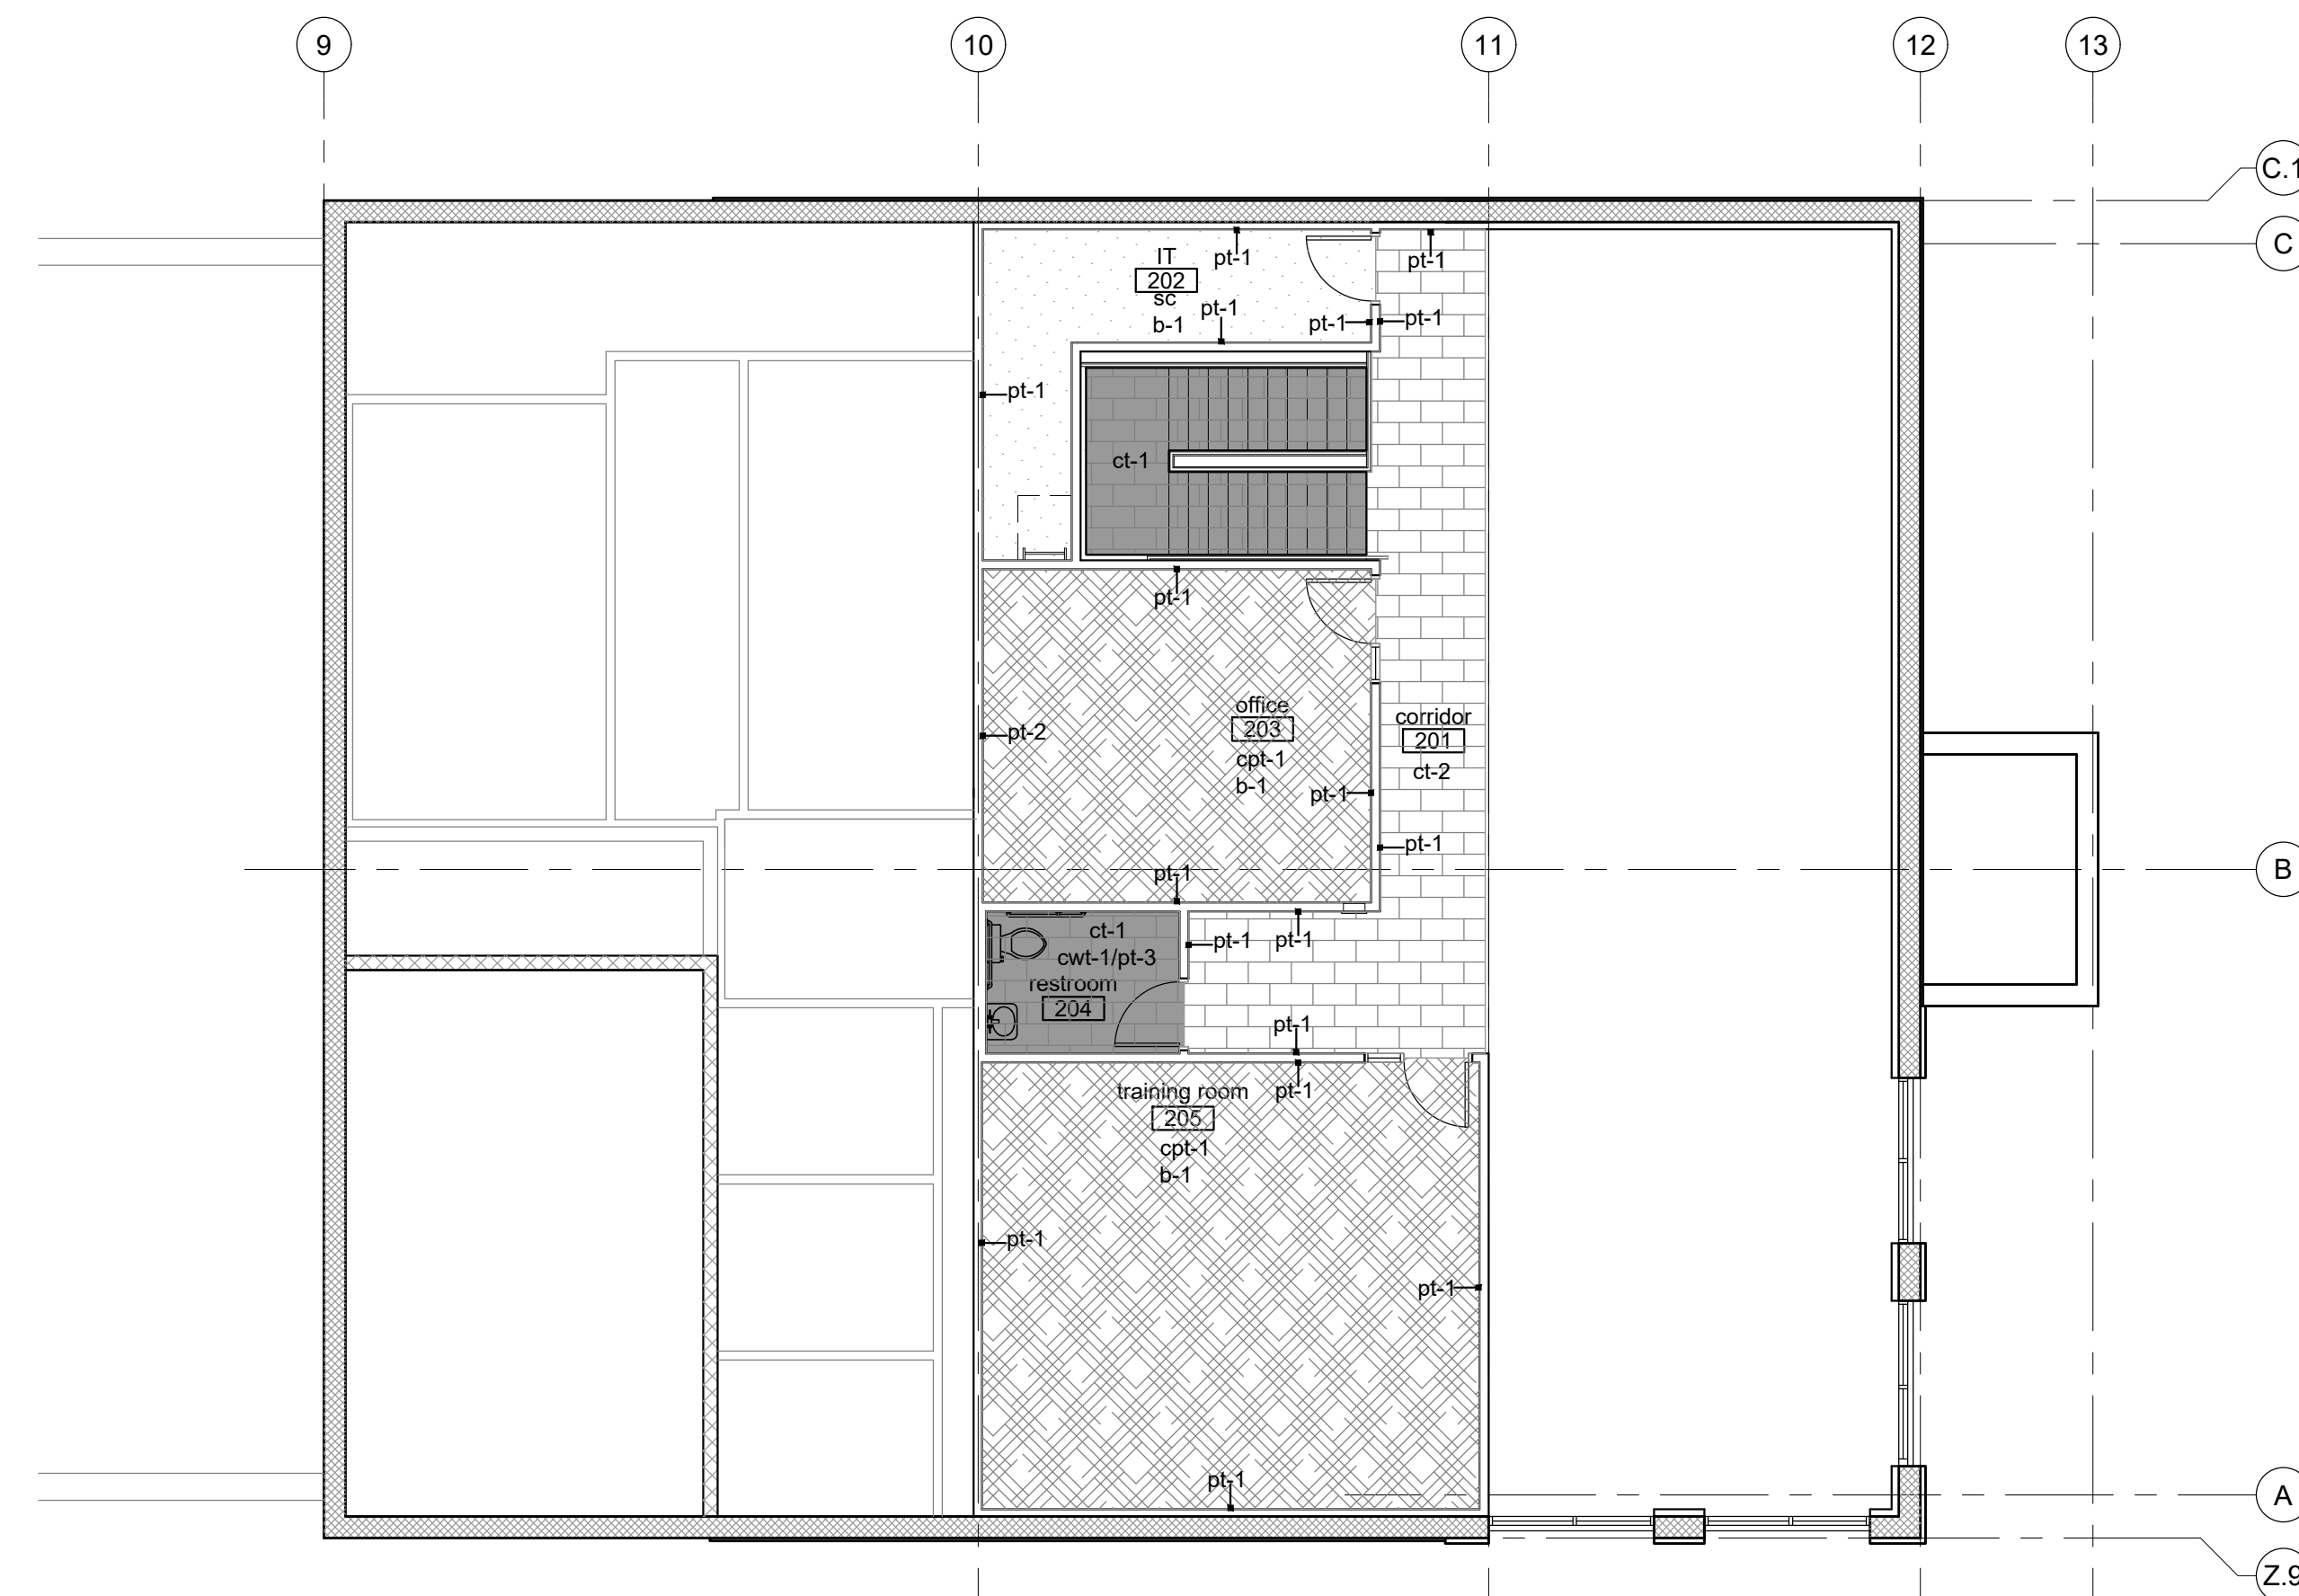 9
10
11
12
13
C.1
C
IT
202
sc
b-1
pt-1
pt-1
pt-1
pt-1
pt-1
pt-1
ct-1
pt-1
pt-2
office
203
cpt-1
b-1
pt-1
corridor
201
ct-2
pt-1
pt-1
B
ct-1
cwt-1/pt-3
restroom
204
pt-1
pt-1
pt-1
pt-1
training room
205
cpt-1
b-1
pt-1
pt-1
pt-1
A
Z.9